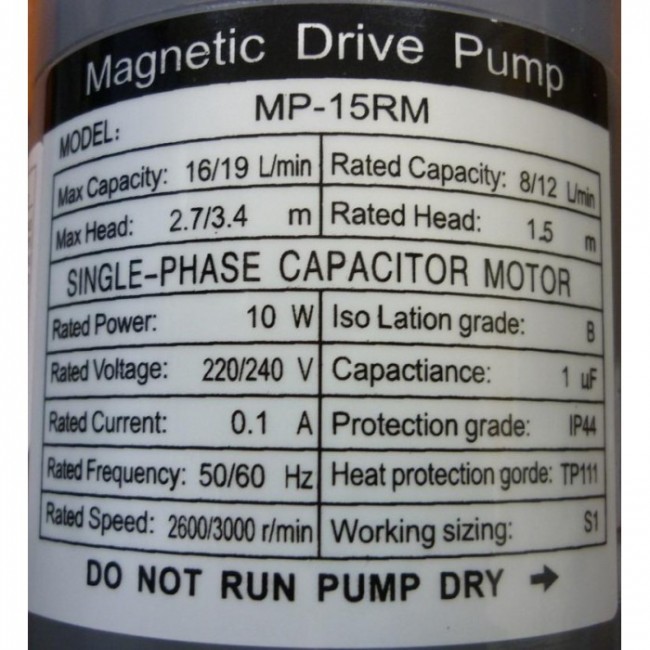 Magnetic Drive Pump
MODEL: MP-15RM
Max Capacity: 16/19 L/min Rated Capacity: 8/12 L/min
Max Head: 2.7/3.4 m Rated Head: 1.5 m
SINGLE-PHASE CAPACITOR MOTOR
Rated Power: 10 W Iso Lation grade: B
Rated Voltage: 220/240 V Capactiance: 1 uF
Rated Current: 0.1 A Protection grade: IP44
Rated Frequency: 50/60 Hz Heat protection gorde: TP111
Rated Speed: 2600/3000 r/min Working sizing: S1
DO NOT RUN PUMP DRY →